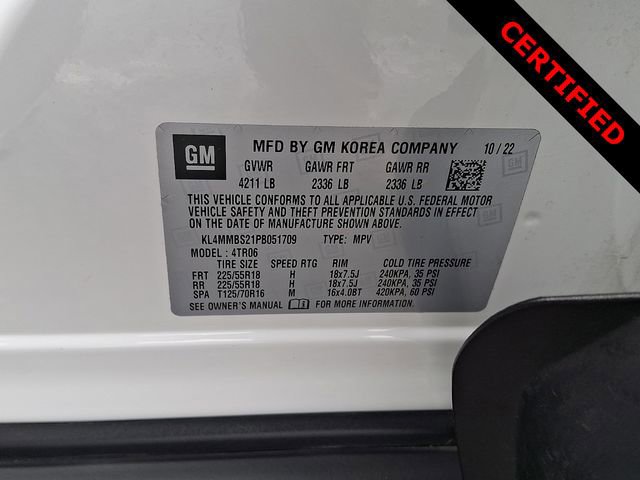 CERTIFIED
GM MFD BY GM KOREA COMPANY 10/22
GVWR GAWR FRT GAWR RR
4211 LB 2336 LB 2336 LB
THIS VEHICLE CONFORMS TO ALL APPLICABLE U.S. FEDERAL MOTOR
VEHICLE SAFETY AND THEFT PREVENTION STANDARDS IN EFFECT
ON THE DATE OF MANUFACTURE SHOWN ABOVE.
KL4MMBS21PB051709 TYPE: MPV
MODEL: 4TR06
TIRE SIZE SPEED RTG RIM COLD TIRE PRESSURE
FRT 225/55R18 H 18x7.5J 240KPA, 35 PSI
RR 225/55R18 H 18x7.5J 240KPA, 35 PSI
SPA T125/70R16 M 16x4.0BT 420KPA, 60 PSI
SEE OWNER'S MANUAL FOR MORE INFORMATION.